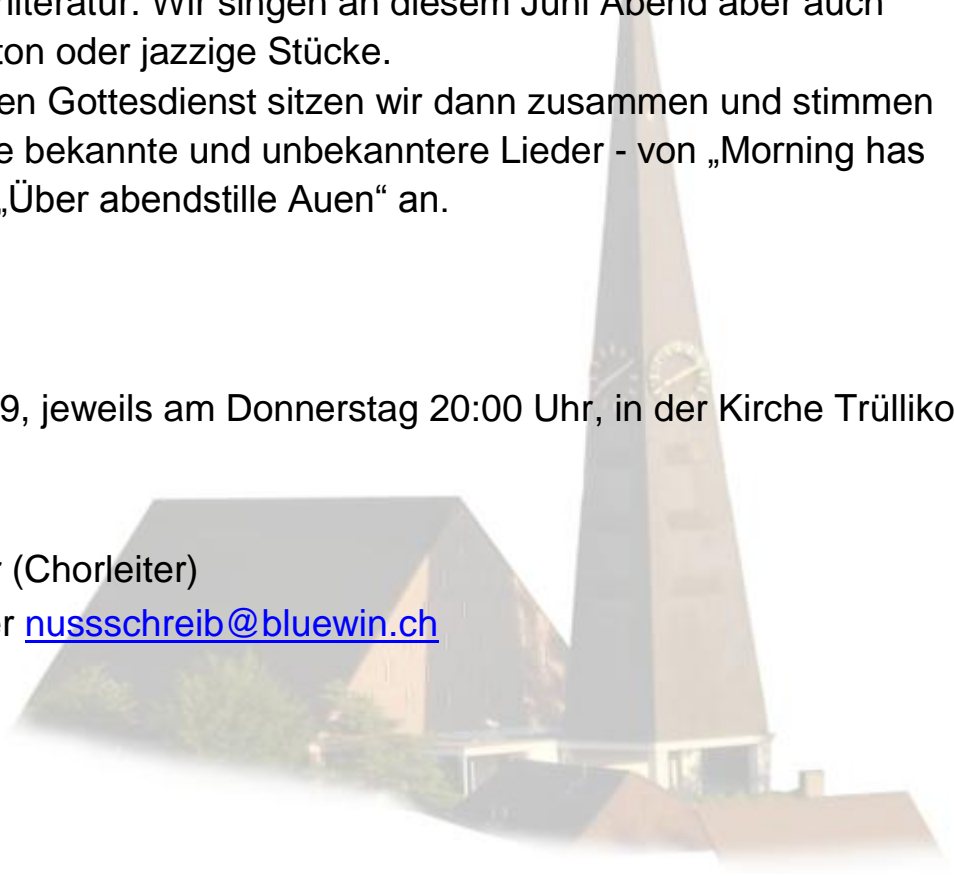 rliteratur. Wir singen an diesem Juni Abend aber auch
ton oder jazzige Stücke.
en Gottesdienst sitzen wir dann zusammen und stimmen
e bekannte und unbekanntere Lieder - von „Morning has
„Über abendstille Auen“ an.
9, jeweils am Donnerstag 20:00 Uhr, in der Kirche Trülliko
r (Chorleiter)
er nussschreib@bluewin.ch